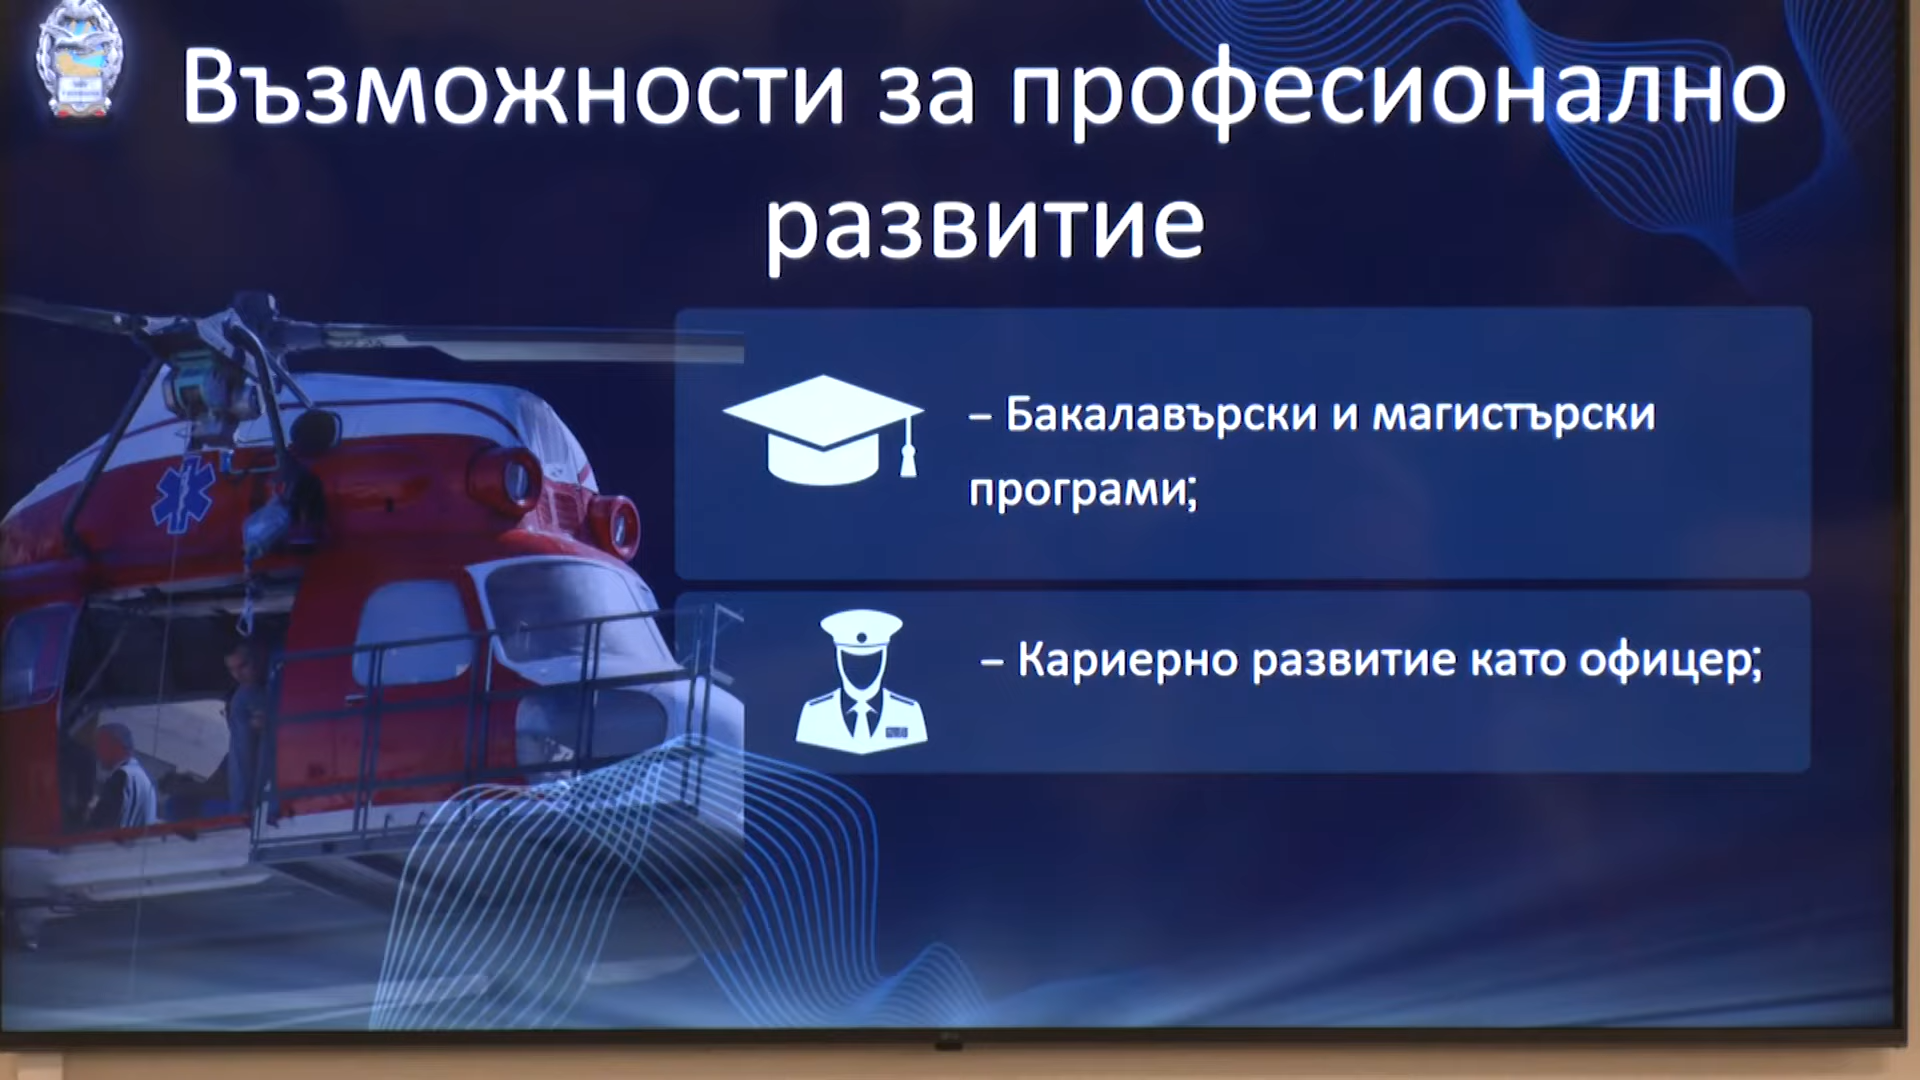 Възможности за професионално
развитие
– Бакалавърски и магистърски
програми;
– Кариерно развитие като офицер;